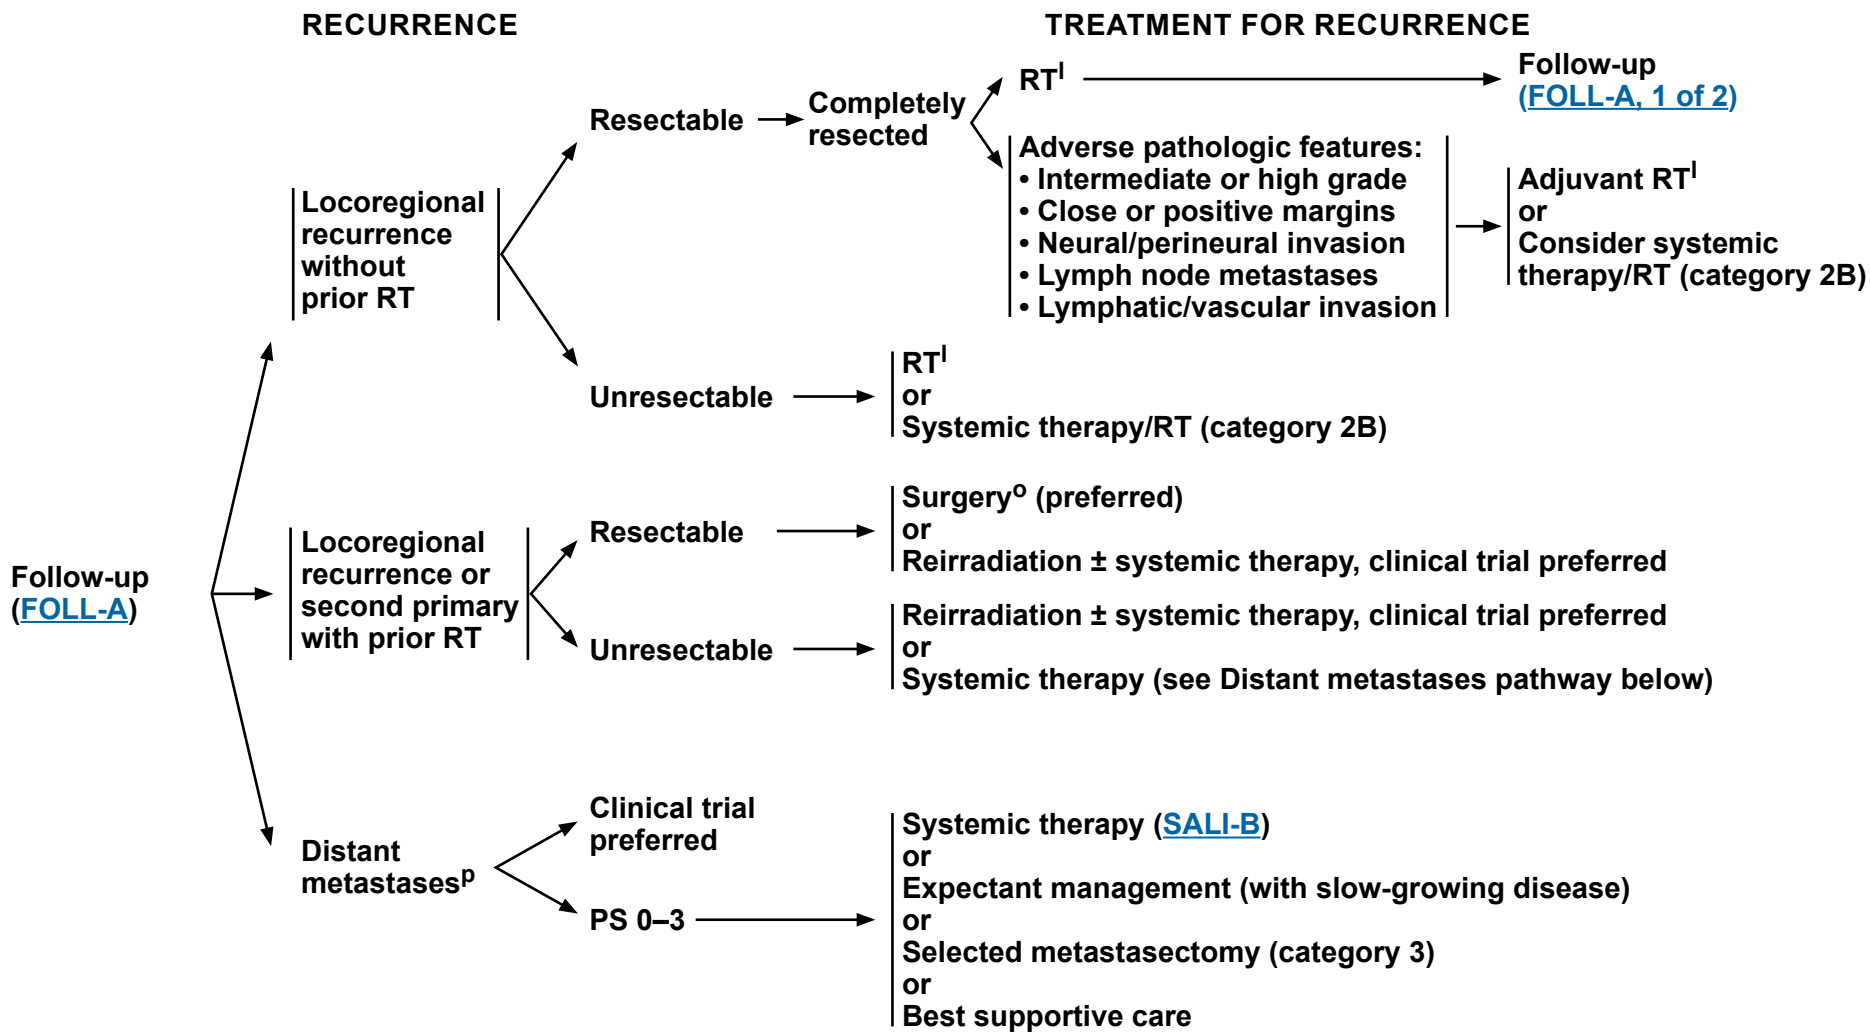 RECURRENCE
TREATMENT FOR RECURRENCE
Follow-up
(FOLL-A)
Locoregional
recurrence
without
prior RT
Resectable
Completely
resected
RTˡ
Follow-up
(FOLL-A, 1 of 2)
Adverse pathologic features:
• Intermediate or high grade
• Close or positive margins
• Neural/perineural invasion
• Lymph node metastases
• Lymphatic/vascular invasion
Adjuvant RTˡ
or
Consider systemic
therapy/RT (category 2B)
Unresectable
RTˡ
or
Systemic therapy/RT (category 2B)
Locoregional
recurrence or
second primary
with prior RT
Resectable
Surgeryᵒ (preferred)
or
Reirradiation ± systemic therapy, clinical trial preferred
Unresectable
Reirradiation ± systemic therapy, clinical trial preferred
or
Systemic therapy (see Distant metastases pathway below)
Distant
metastasesᵖ
Clinical trial
preferred
PS 0–3
Systemic therapy (SALI-B)
or
Expectant management (with slow-growing disease)
or
Selected metastasectomy (category 3)
or
Best supportive care